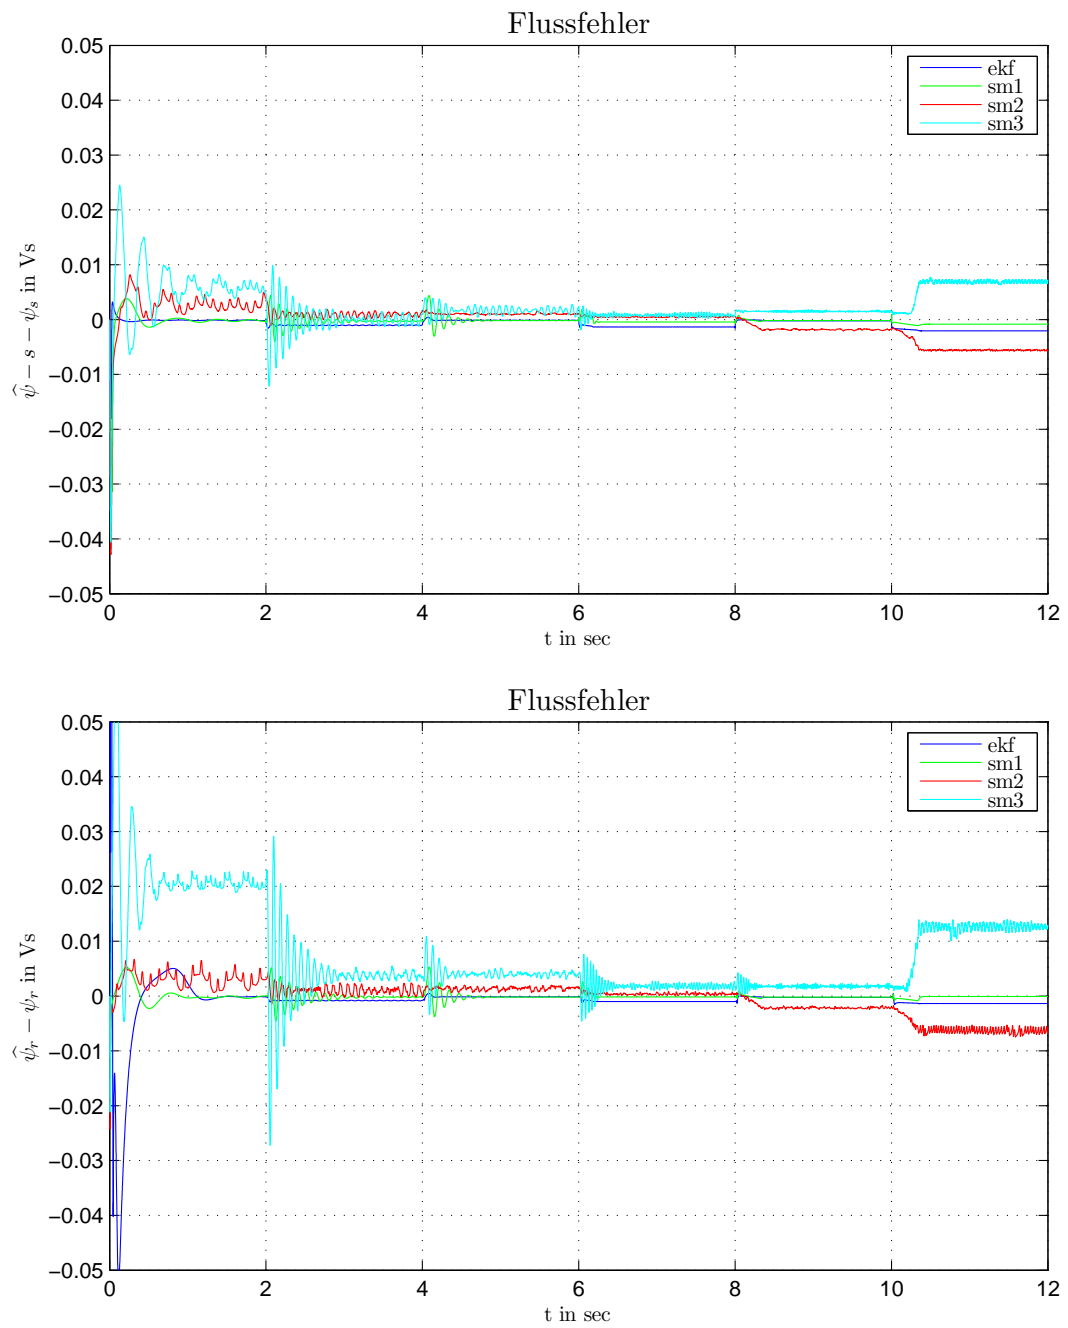 Flussfehler
0.05
0.04
0.03
0.02
0.01
0
−0.01
−0.02
−0.03
−0.04
−0.05
ψ̂ − s − ψ_s in Vs
ekf
sm1
sm2
sm3
0 2 4 6 8 10 12
t in sec
Flussfehler
0.05
0.04
0.03
0.02
0.01
0
−0.01
−0.02
−0.03
−0.04
−0.05
ψ̂_r − ψ_r in Vs
ekf
sm1
sm2
sm3
0 2 4 6 8 10 12
t in sec